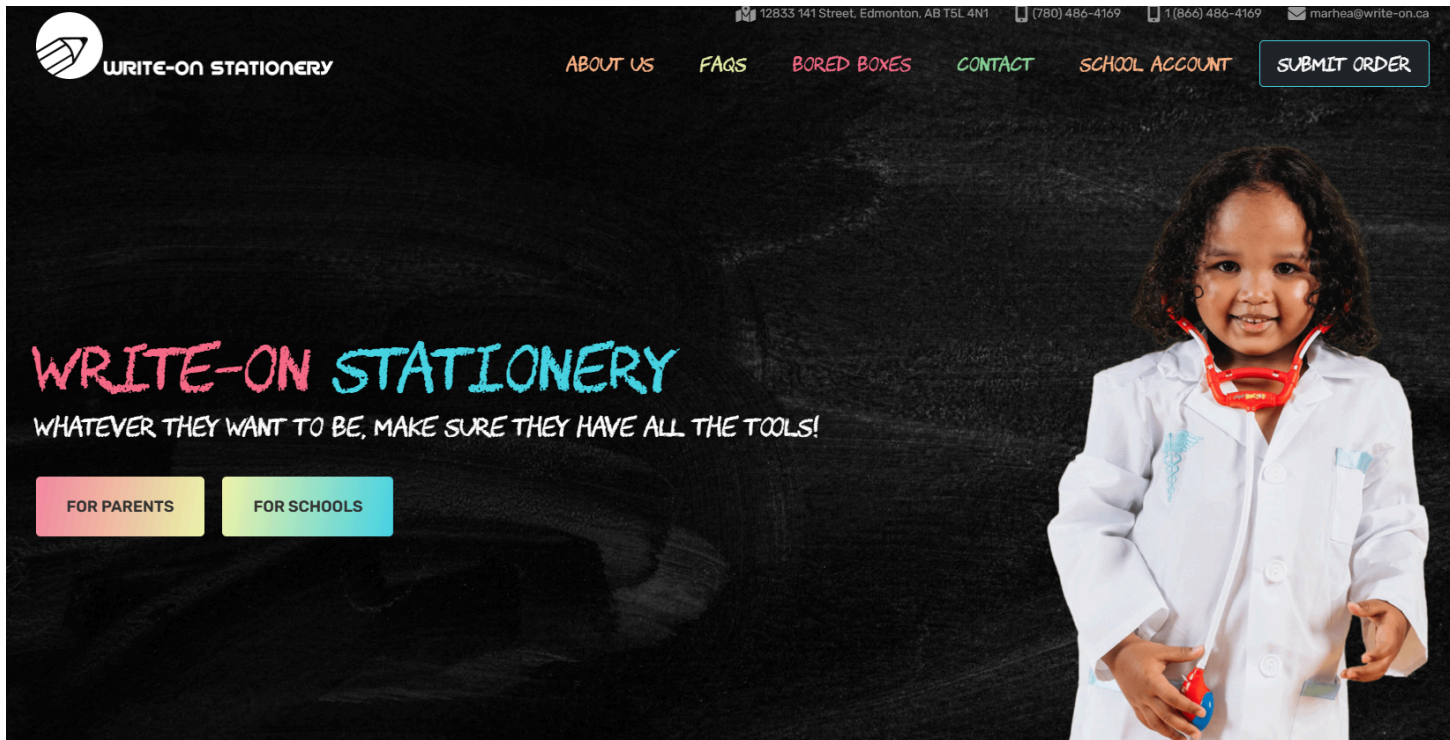 12833 141 Street, Edmonton, AB T5L 4N1 (780) 486-4169 1 (866) 486-4169 marhea@write-on.ca
WRITE-ON STATIONERY
ABOUT US FAQS BORED BOXES CONTACT SCHOOL ACCOUNT SUBMIT ORDER
WRITE-ON STATIONERY
WHATEVER THEY WANT TO BE, MAKE SURE THEY HAVE ALL THE TOOLS!
FOR PARENTS FOR SCHOOLS